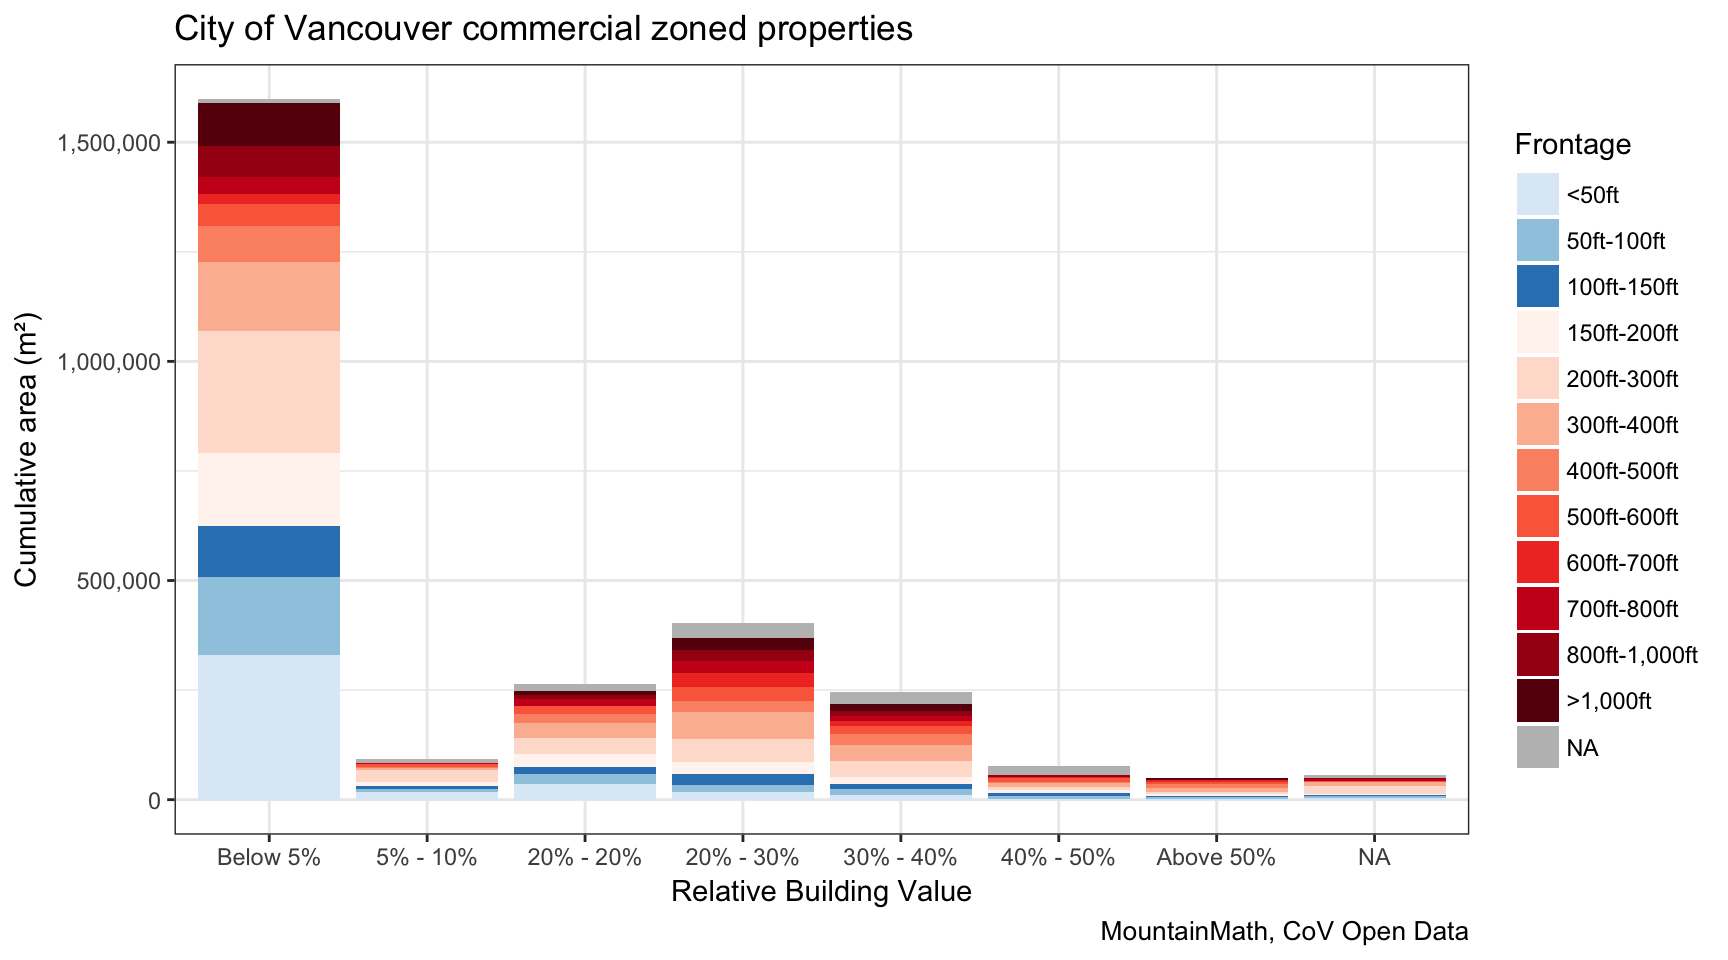 City of Vancouver commercial zoned properties
Cumulative area (m²)
1,500,000
1,000,000
500,000
0
Below 5%
5% - 10%
20% - 20%
20% - 30%
30% - 40%
40% - 50%
Above 50%
NA
Relative Building Value
Frontage
<50ft
50ft-100ft
100ft-150ft
150ft-200ft
200ft-300ft
300ft-400ft
400ft-500ft
500ft-600ft
600ft-700ft
700ft-800ft
800ft-1,000ft
>1,000ft
NA
MountainMath, CoV Open Data